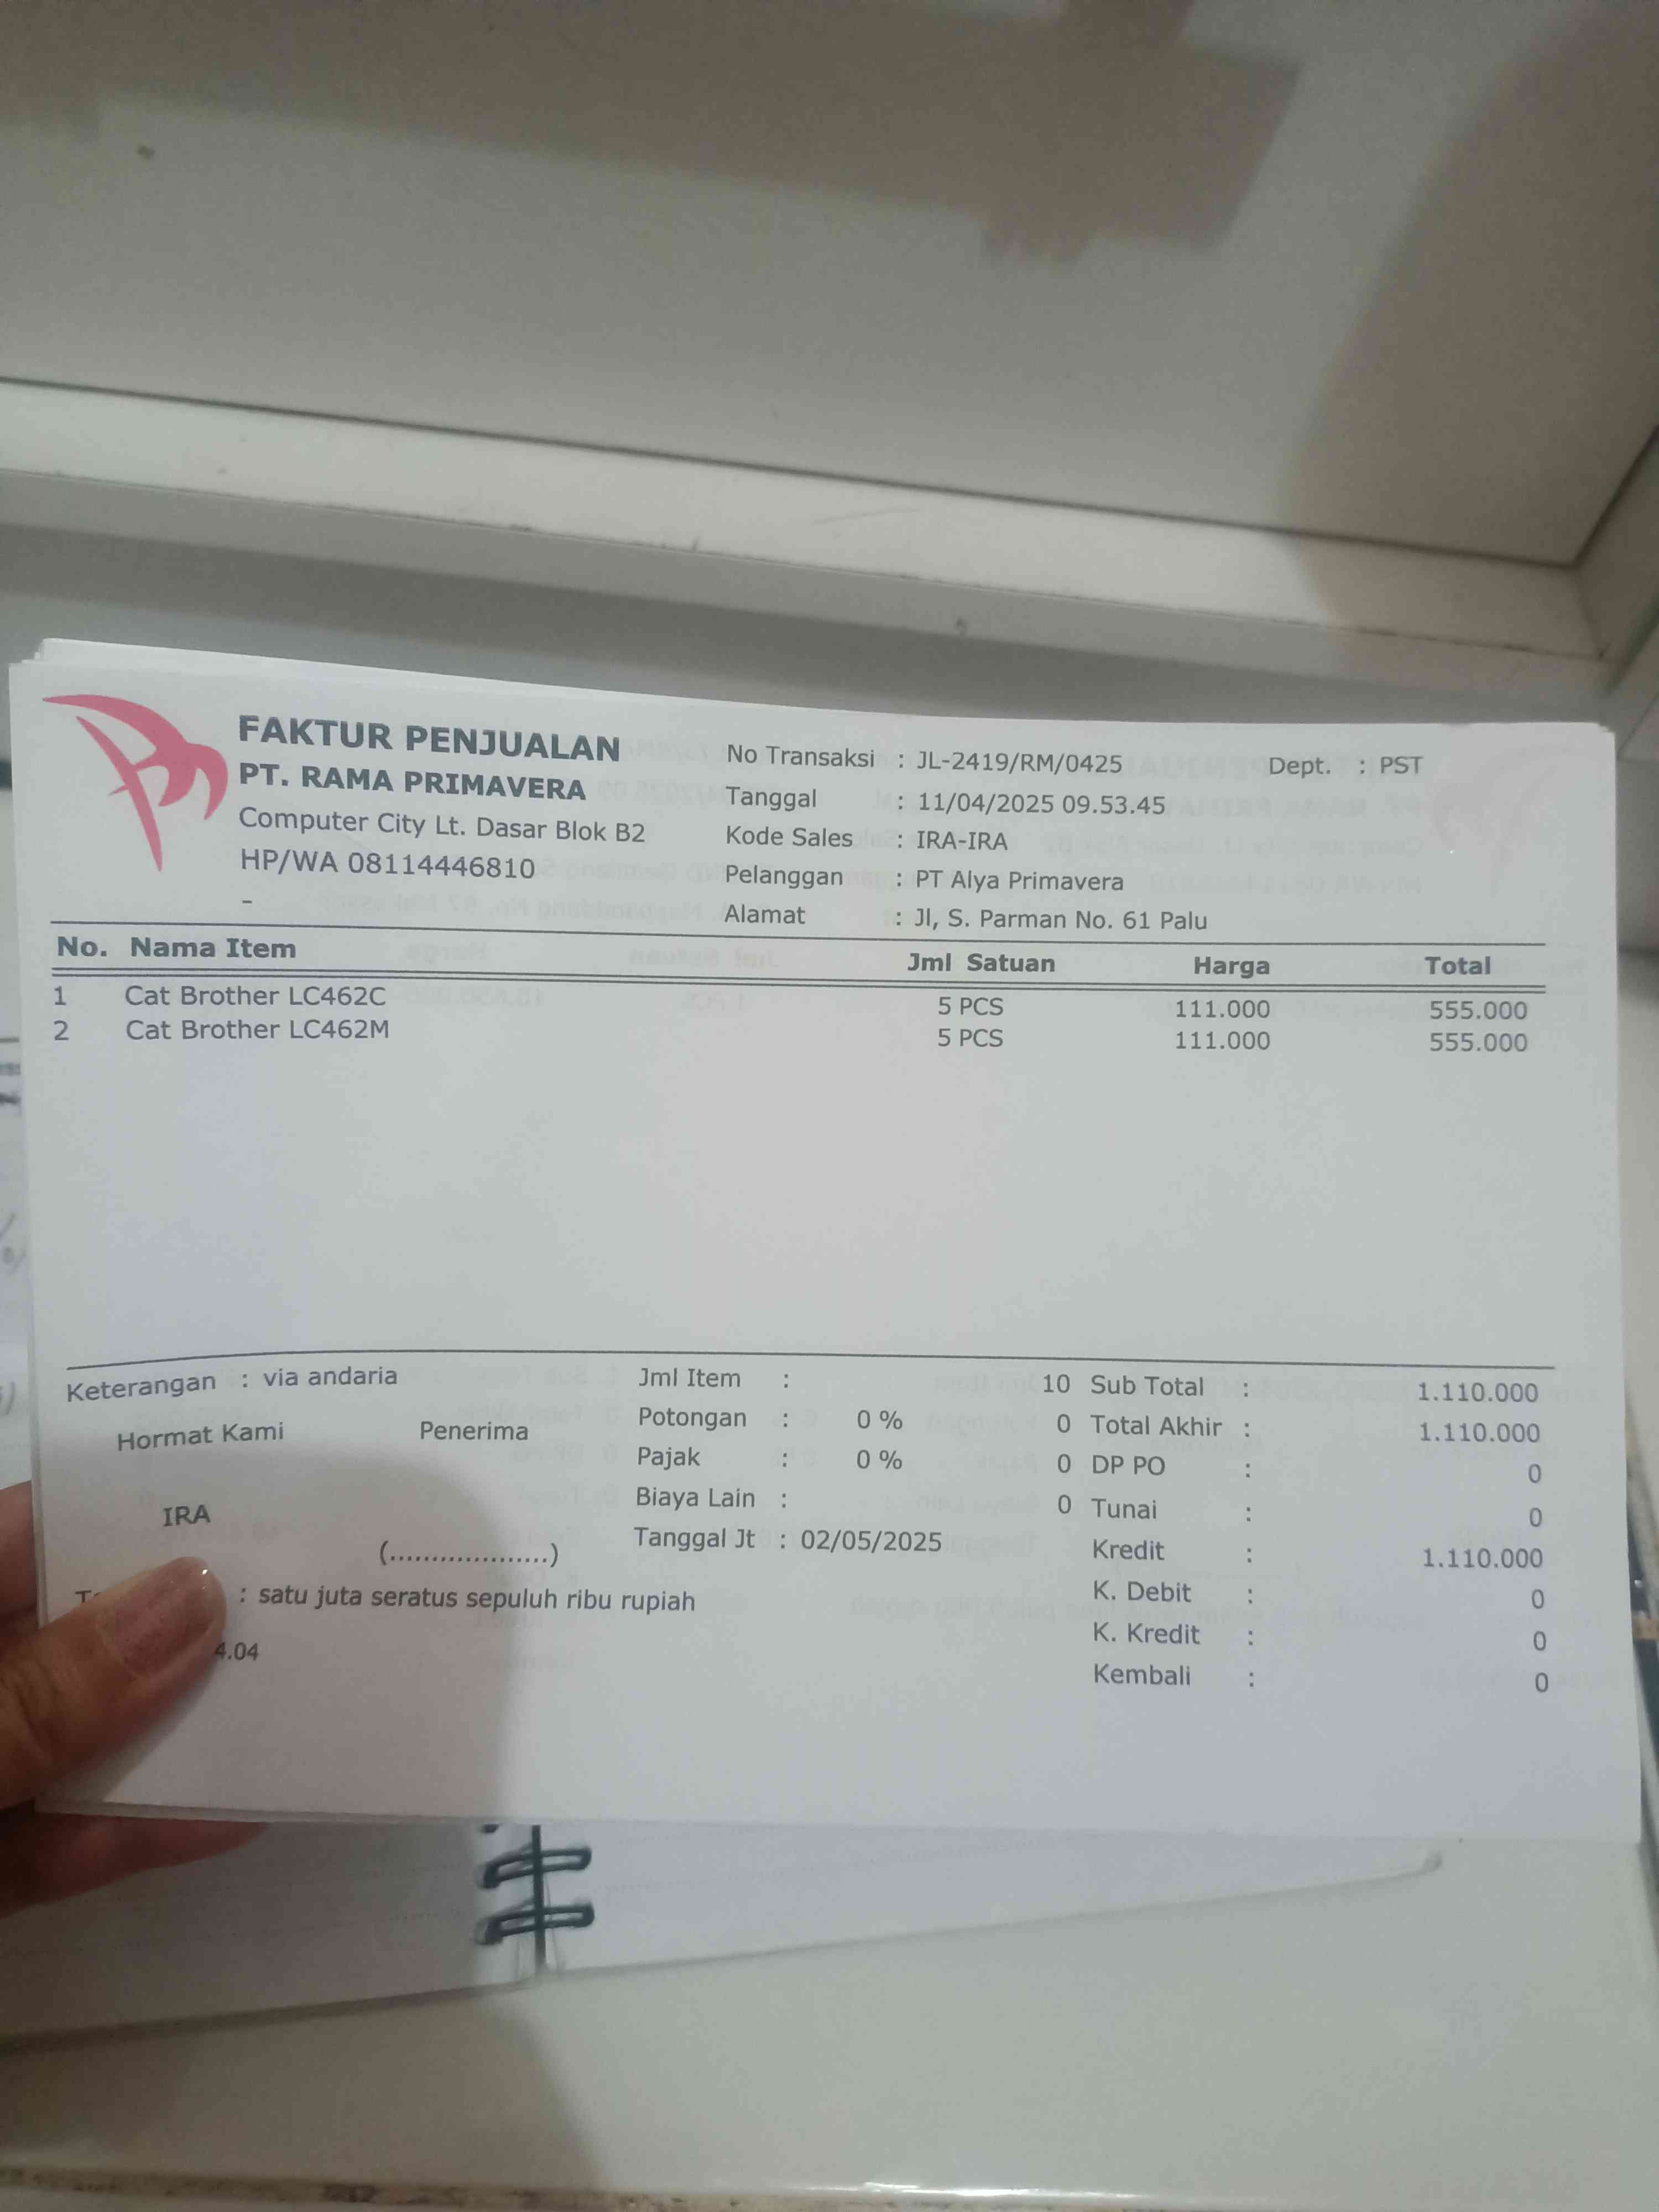 FAKTUR PENJUALAN
PT. RAMA PRIMAVERA
Computer City Lt. Dasar Blok B2
HP/WA 08114446810
-
No Transaksi : JL-2419/RM/0425 Dept. : PST
Tanggal : 11/04/2025 09.53.45
Kode Sales : IRA-IRA
Pelanggan : PT Alya Primavera
Alamat : Jl, S. Parman No. 61 Palu
No. Nama Item Jml Satuan Harga Total
1 Cat Brother LC462C 5 PCS 111.000 555.000
2 Cat Brother LC462M 5 PCS 111.000 555.000
Keterangan : via andaria
Hormat Kami Penerima
IRA
(...................)
: satu juta seratus sepuluh ribu rupiah
4.04
Jml Item : 10
Potongan : 0 % 0
Pajak : 0 % 0
Biaya Lain : 0
Tanggal Jt : 02/05/2025
Sub Total : 1.110.000
Total Akhir : 1.110.000
DP PO : 0
Tunai : 0
Kredit : 1.110.000
K. Debit : 0
K. Kredit : 0
Kembali : 0